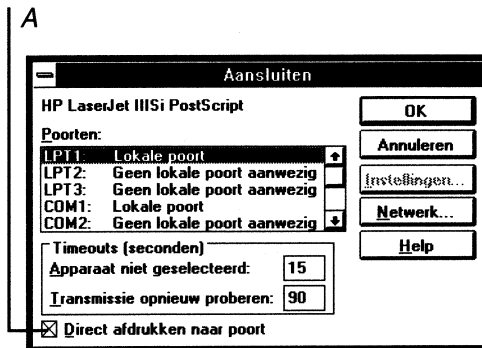 A
Aansluiten
HP LaserJet IIISi PostScript
Poorten:
LPT1: Lokale poort
LPT2: Geen lokale poort aanwezig
LPT3: Geen lokale poort aanwezig
COM1: Lokale poort
COM2: Geen lokale poort aanwezig
Timeouts (seconden)
Apparaat niet geselecteerd: 15
Transmissie opnieuw proberen: 90
Direct afdrukken naar poort
OK
Annuleren
Instellingen...
Netwerk...
Help